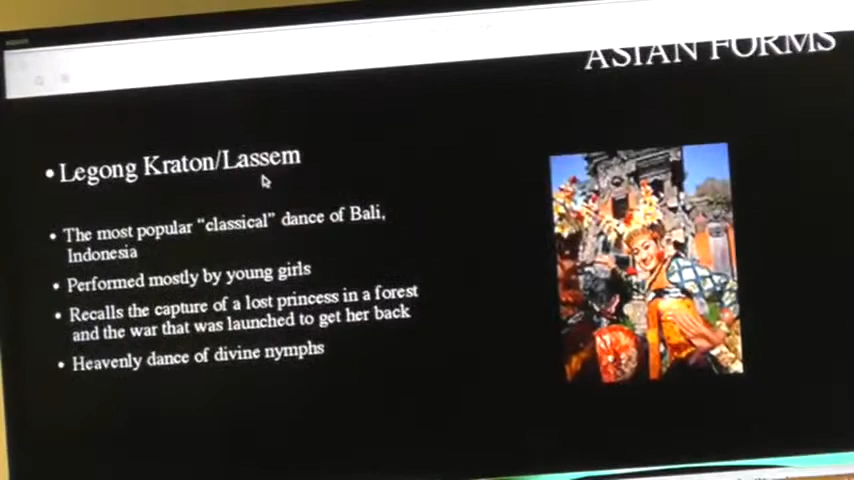 ASIAN FORMS
• Legong Kraton/Lassem
• The most popular “classical” dance of Bali,
Indonesia
• Performed mostly by young girls
• Recalls the capture of a lost princess in a forest
and the war that was launched to get her back
• Heavenly dance of divine nymphs